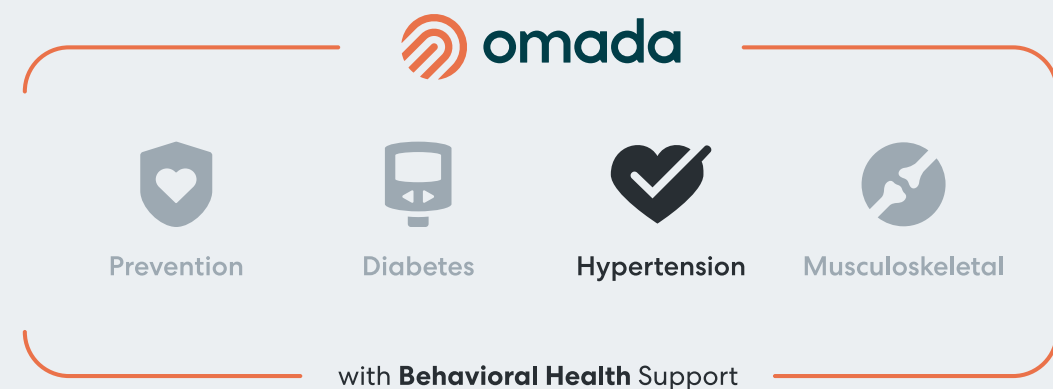 omada
Prevention
Diabetes
Hypertension
Musculoskeletal
with Behavioral Health Support